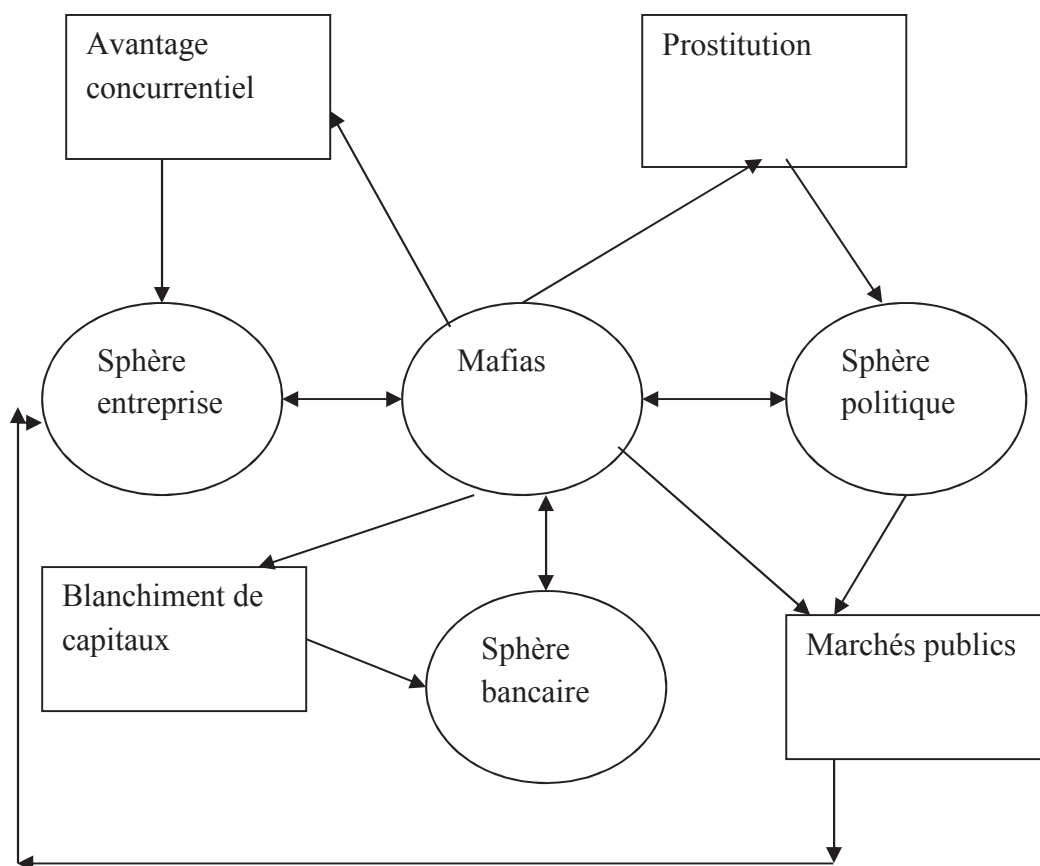 Avantage
concurrentiel
Prostitution
Sphère
entreprise
Mafias
Sphère
politique
Blanchiment de
capitaux
Sphère
bancaire
Marchés publics